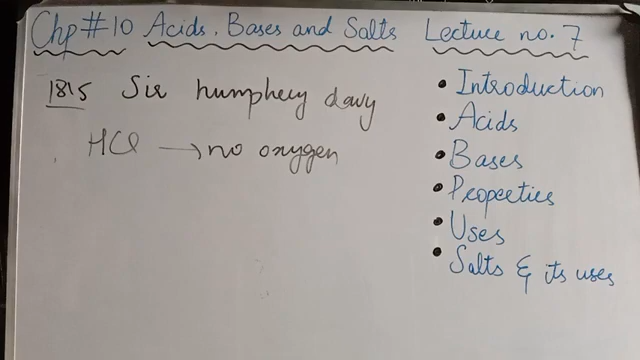 Chp #10 Acids, Bases and Salts Lecture no. 7
1815 Sir humphery davy
HCl → no oxygen
• Introduction
• Acids
• Bases
• Properties
• Uses
• Salts & its uses